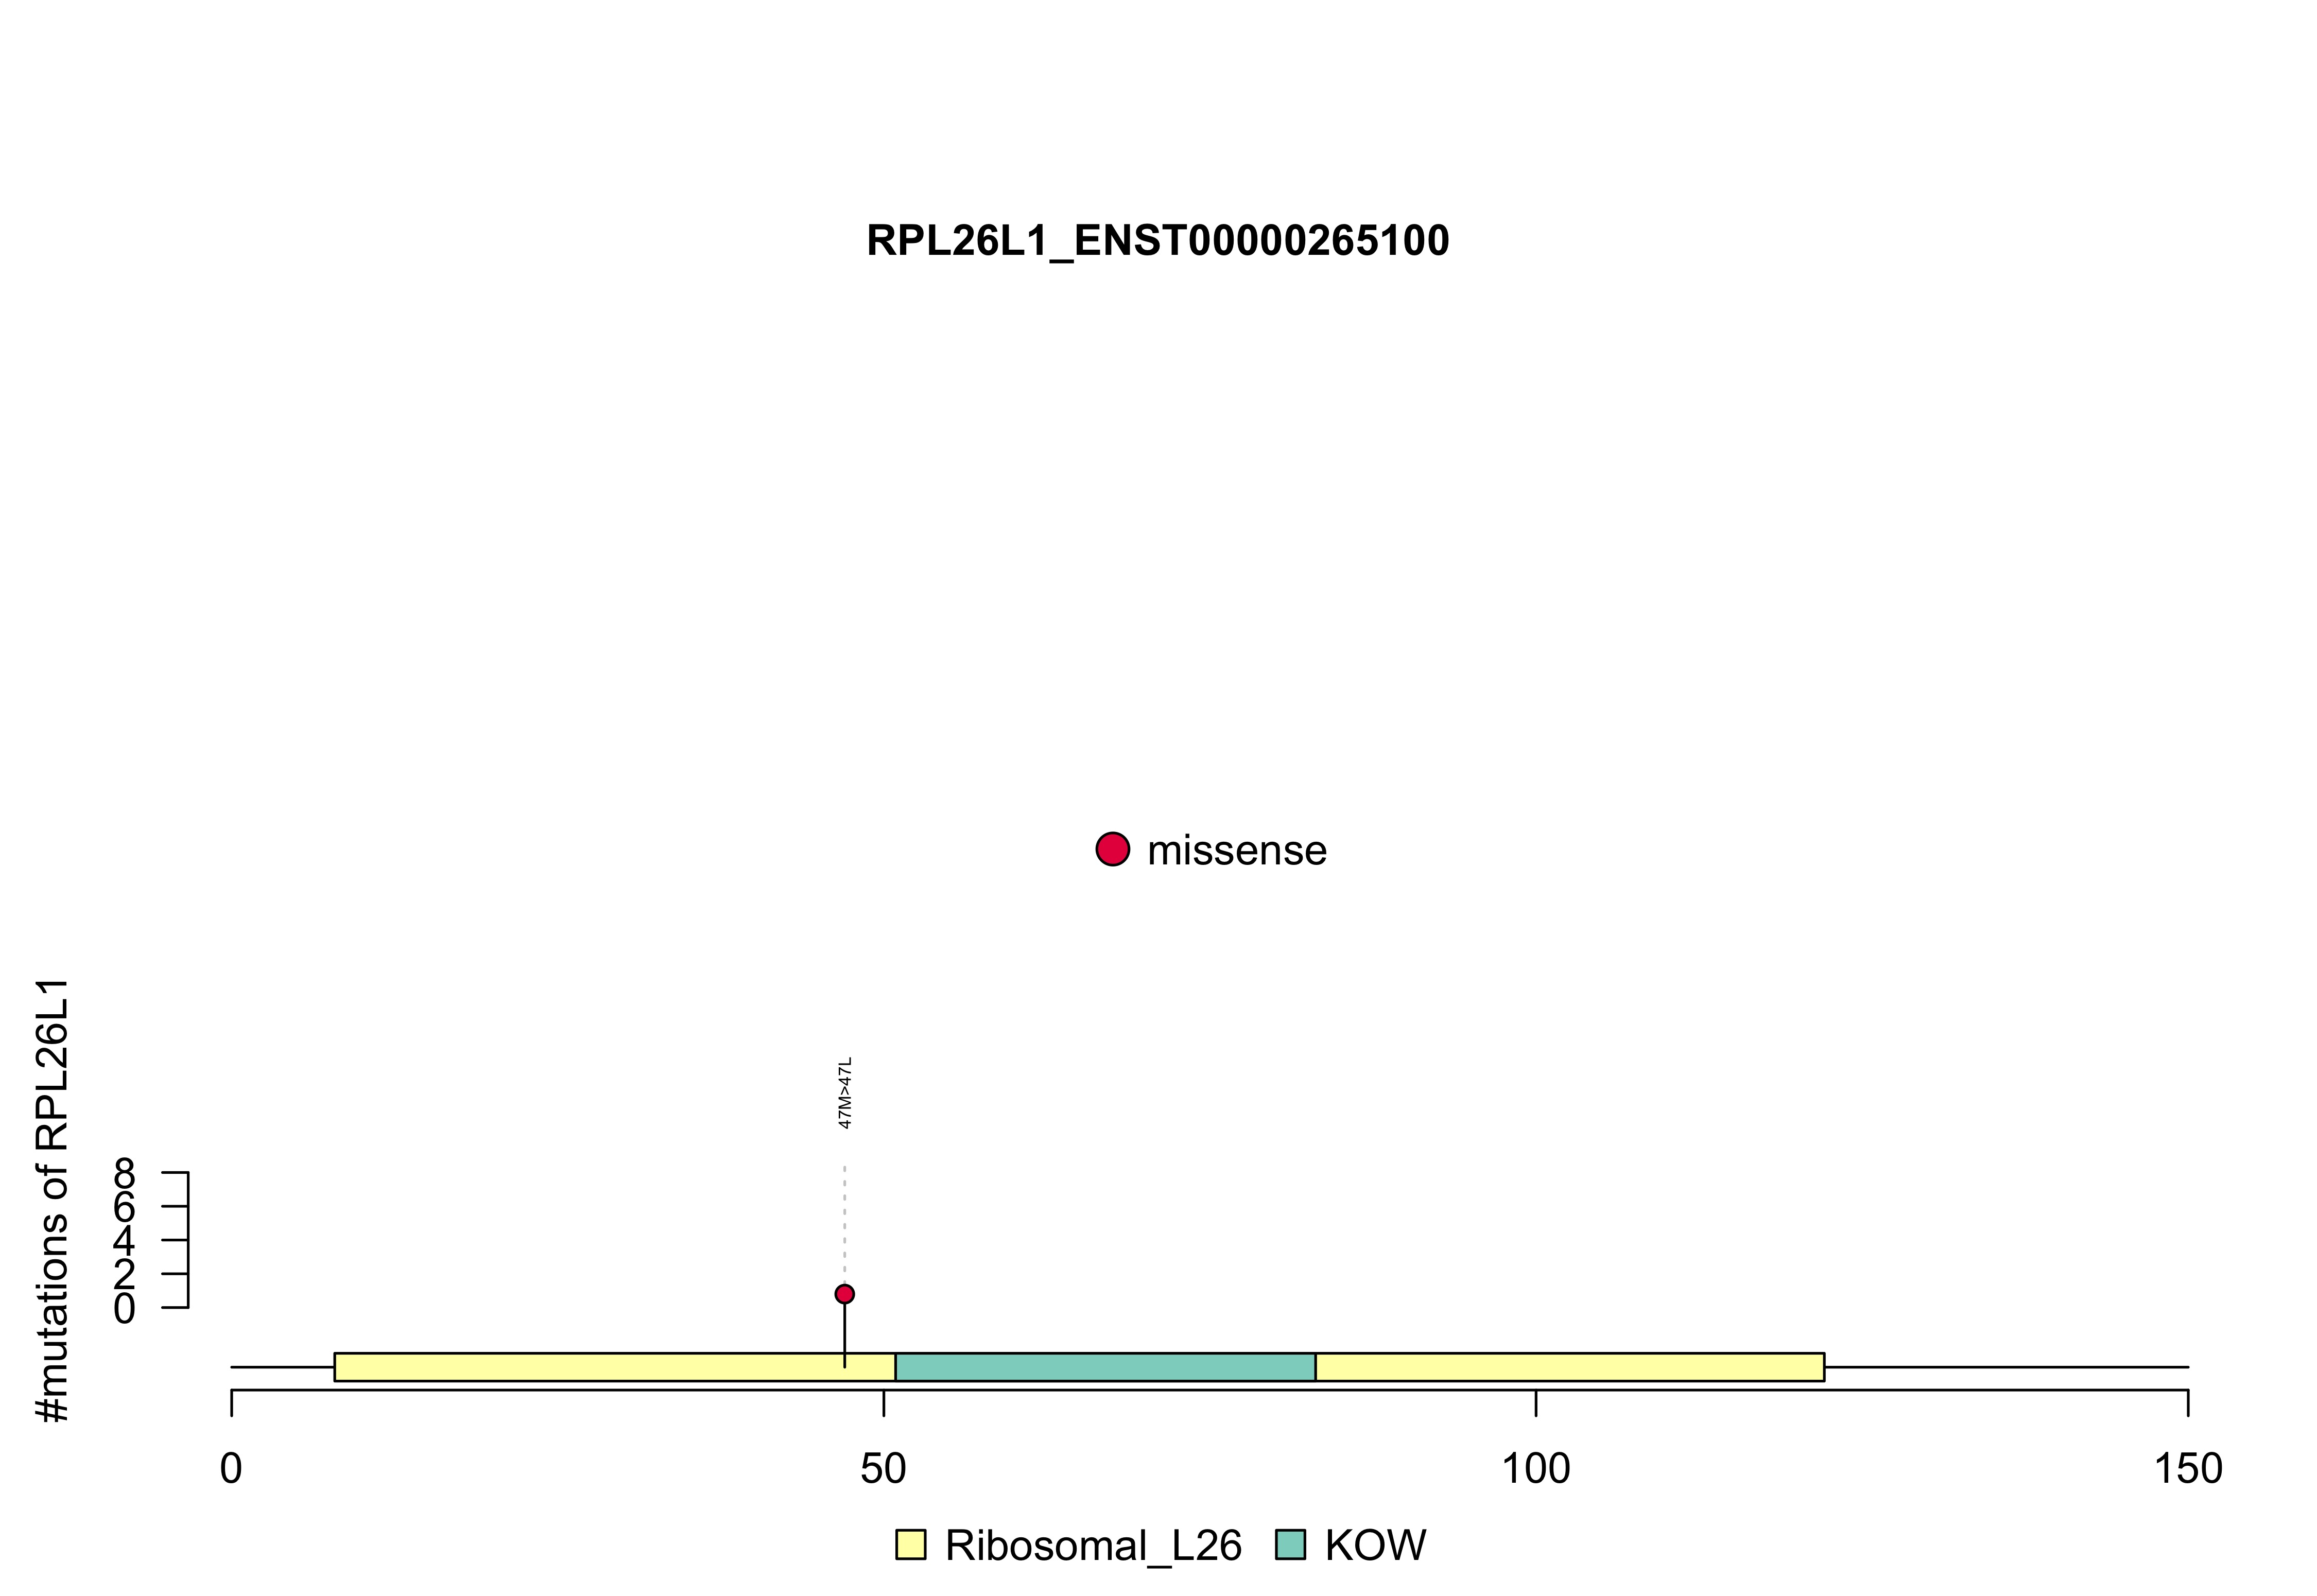 RPL26L1_ENST00000265100
missense
#mutations of RPL26L1
47M>47L
8
6
4
2
0
0 50 100 150
Ribosomal_L26 KOW